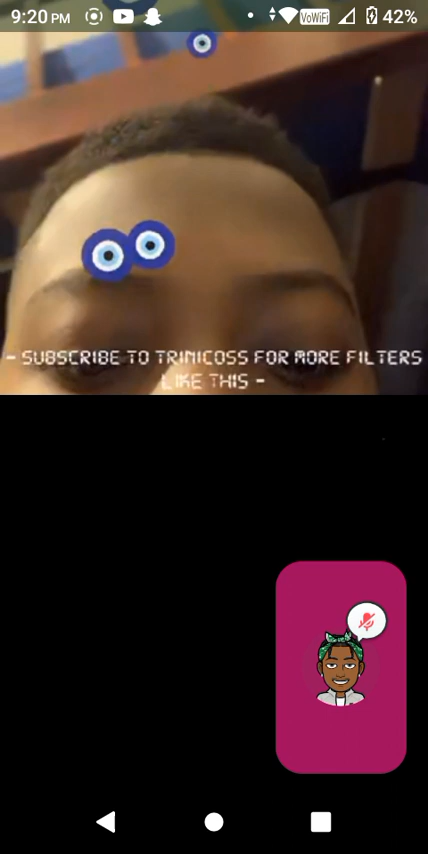 9:20 PM VoWiFi 42%
- SUBSCRIBE TO TRINICOSS FOR MORE FILTERS
LIKE THIS -